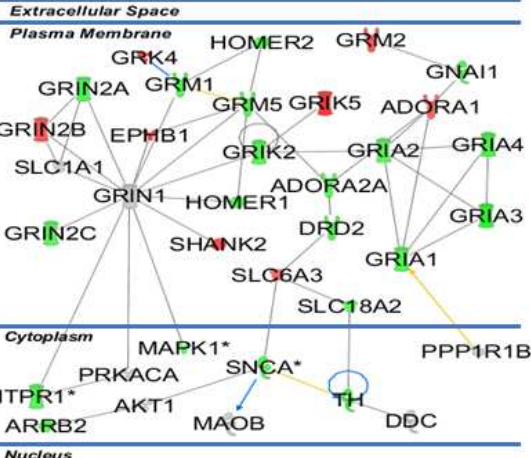 Extracellular Space
Plasma Membrane
HOMER2
GRM2
GRK4
GNAI1
GRM1
GRIN2A
GRM5
GRIK5
ADORA1
GRIN2B
EPHB1
GRIK2
GRIA2
GRIA4
SLC1A1
ADORA2A
GRIN1
HOMER1
GRIA3
GRIN2C
DRD2
SHANK2
GRIA1
SLC6A3
SLC18A2
Cytoplasm
MAPK1*
PPP1R1B
SNCA*
PRKACA
ITPR1*
AKT1
TH
ARRB2
MAOB
DDC
Nucleus